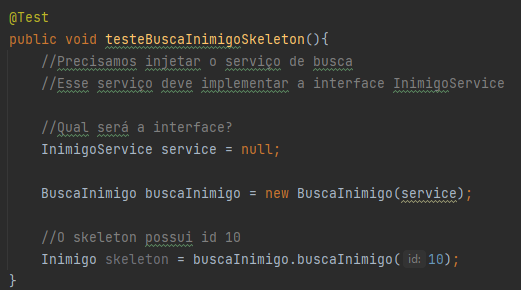 @Test
public void testeBuscaInimigoSkeleton(){
//Precisamos injetar o serviço de busca
//Esse serviço deve implementar a interface InimigoService
//Qual será a interface?
InimigoService service = null;
BuscaInimigo buscaInimigo = new BuscaInimigo(service);
//O skeleton possui id 10
Inimigo skeleton = buscaInimigo.buscaInimigo( id: 10);
}